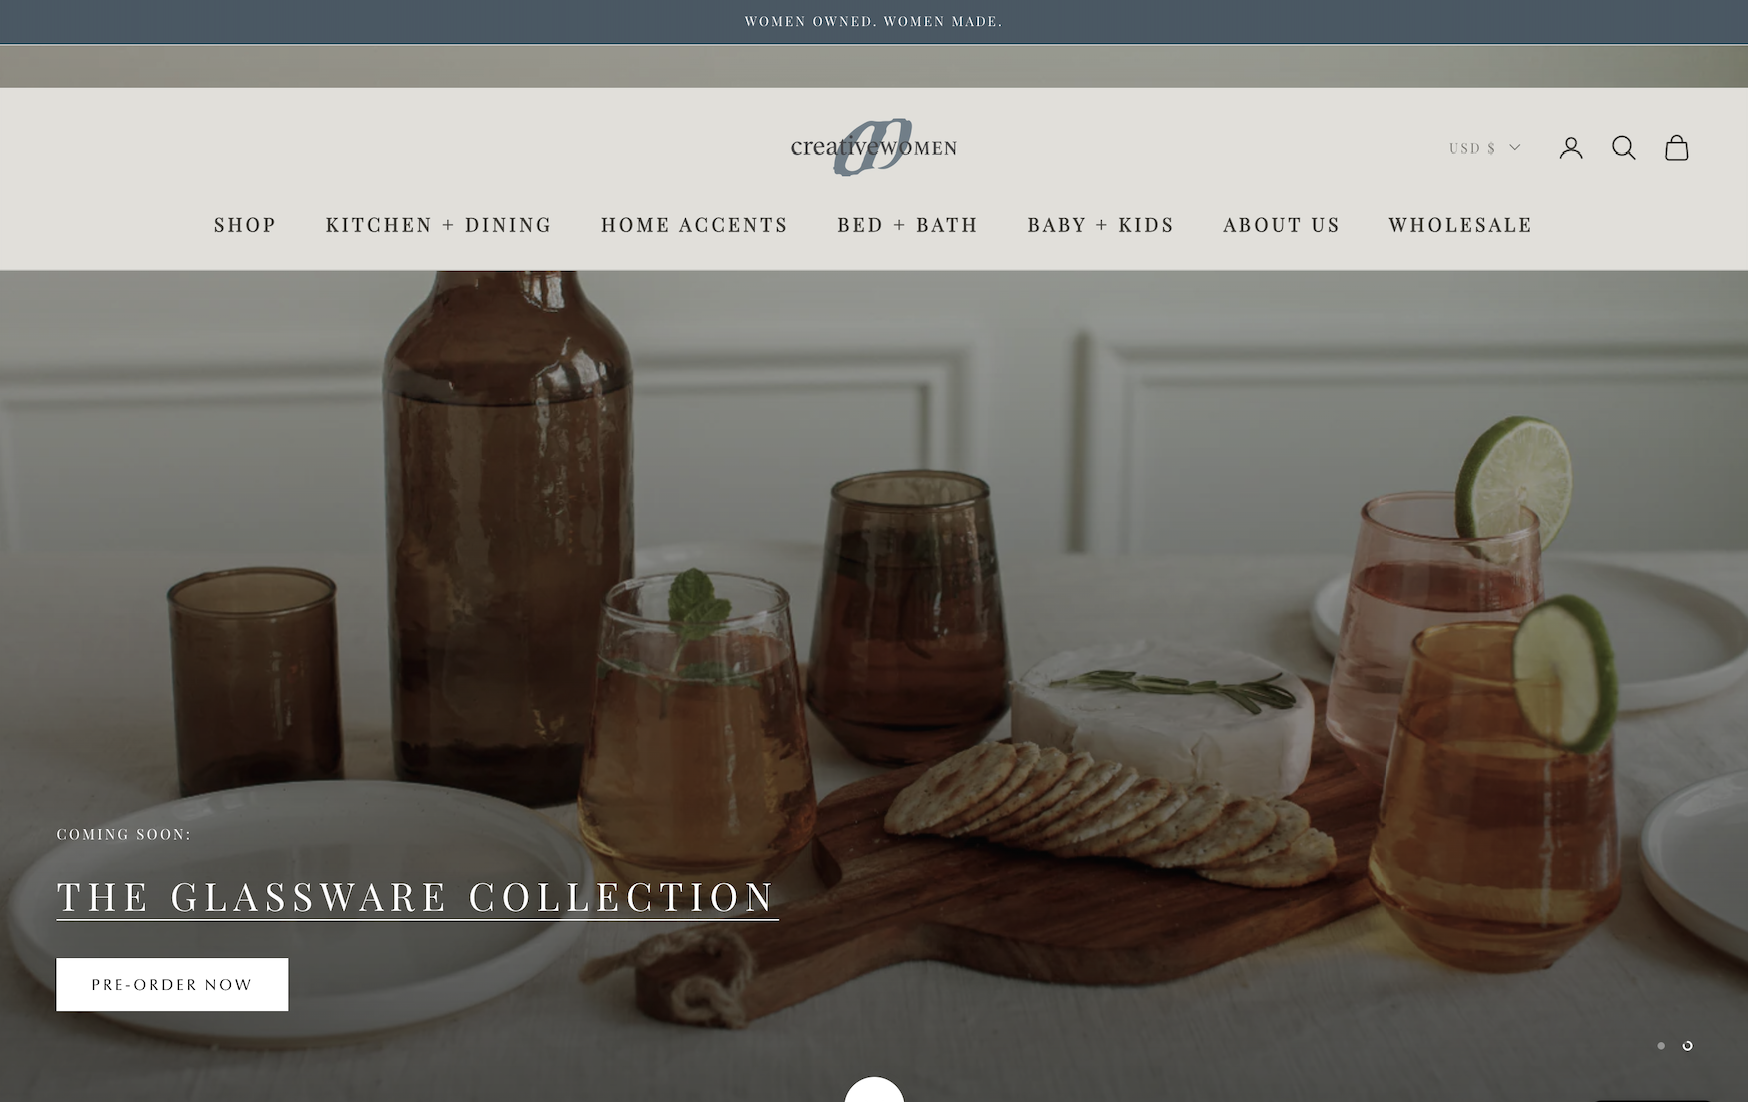 WOMEN OWNED. WOMEN MADE.
creativeWOMEN
USD $
SHOP KITCHEN + DINING HOME ACCENTS BED + BATH BABY + KIDS ABOUT US WHOLESALE
COMING SOON:
THE GLASSWARE COLLECTION
PRE-ORDER NOW